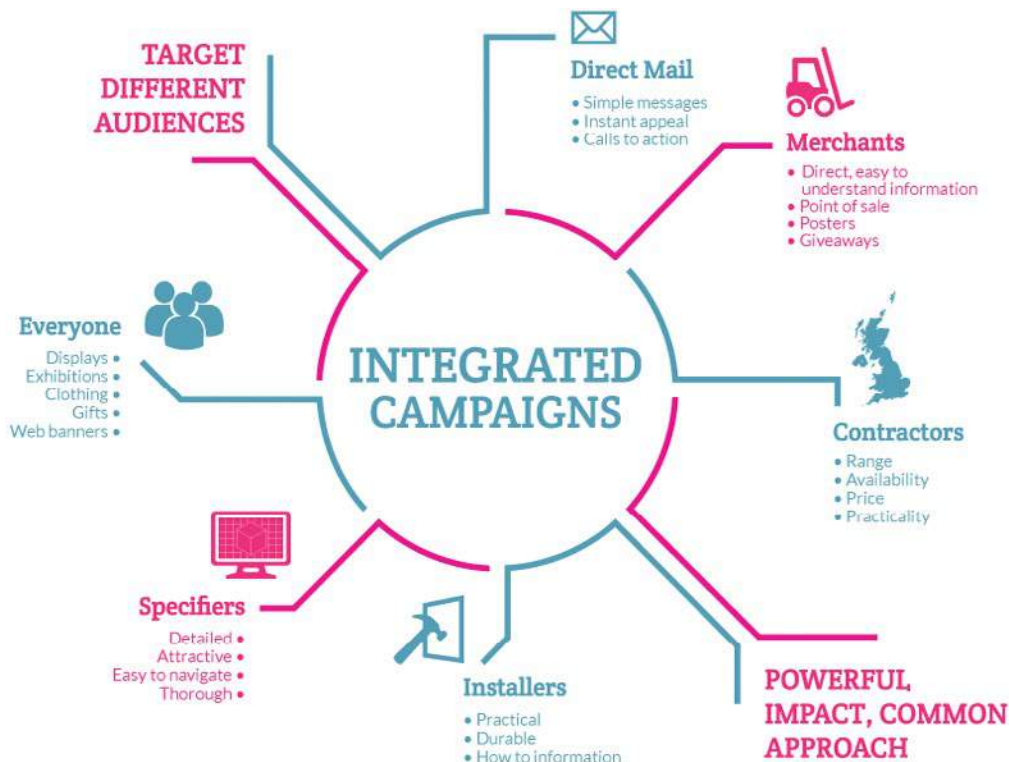 TARGET
DIFFERENT
AUDIENCES
Direct Mail
• Simple messages
• Instant appeal
• Calls to action
Merchants
• Direct, easy to
understand information
• Point of sale
• Posters
• Giveaways
Everyone
Displays •
Exhibitions •
Clothing •
Gifts •
Web banners •
INTEGRATED
CAMPAIGNS
Contractors
• Range
• Availability
• Price
• Practicality
Specifiers
Detailed •
Attractive •
Easy to navigate •
Thorough •
Installers
• Practical
• Durable
• How to information
POWERFUL
IMPACT, COMMON
APPROACH